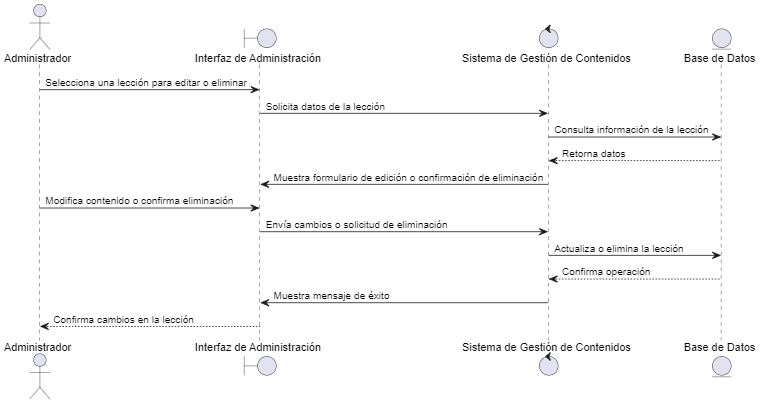 Administrador
Interfaz de Administración
Sistema de Gestión de Contenidos
Base de Datos
Selecciona una lección para editar o eliminar
Solicita datos de la lección
Consulta información de la lección
Retorna datos
Muestra formulario de edición o confirmación de eliminación
Modifica contenido o confirma eliminación
Envía cambios o solicitud de eliminación
Actualiza o elimina la lección
Confirma operación
Muestra mensaje de éxito
Confirma cambios en la lección
Administrador
Interfaz de Administración
Sistema de Gestión de Contenidos
Base de Datos